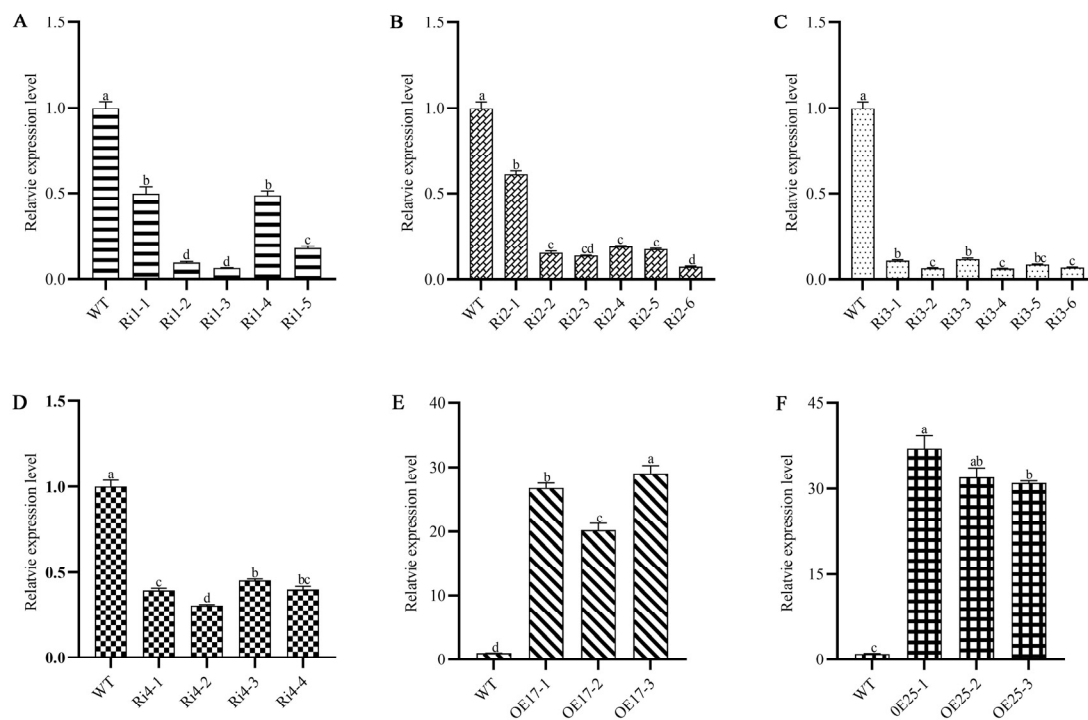 A
Relatvie expression level
1.5
1.0
0.5
0.0
a
b
d
d
b
c
WT
Ri1-1
Ri1-2
Ri1-3
Ri1-4
Ri1-5
B
Relatvie expression level
1.5
1.0
0.5
0.0
a
b
c
cd
c
c
d
WT
Ri2-1
Ri2-2
Ri2-3
Ri2-4
Ri2-5
Ri2-6
C
Relatvie expression level
1.5
1.0
0.5
0.0
a
b
c
b
c
bc
c
WT
Ri3-1
Ri3-2
Ri3-3
Ri3-4
Ri3-5
Ri3-6
D
Relatvie expression level
1.5
1.0
0.5
0.0
a
c
d
b
bc
WT
Ri4-1
Ri4-2
Ri4-3
Ri4-4
E
Relatvie expression level
40
30
20
10
0
d
b
c
a
WT
OE17-1
OE17-2
OE17-3
F
Relatvie expression level
45
30
15
0
c
a
ab
b
WT
0E25-1
OE25-2
OE25-3